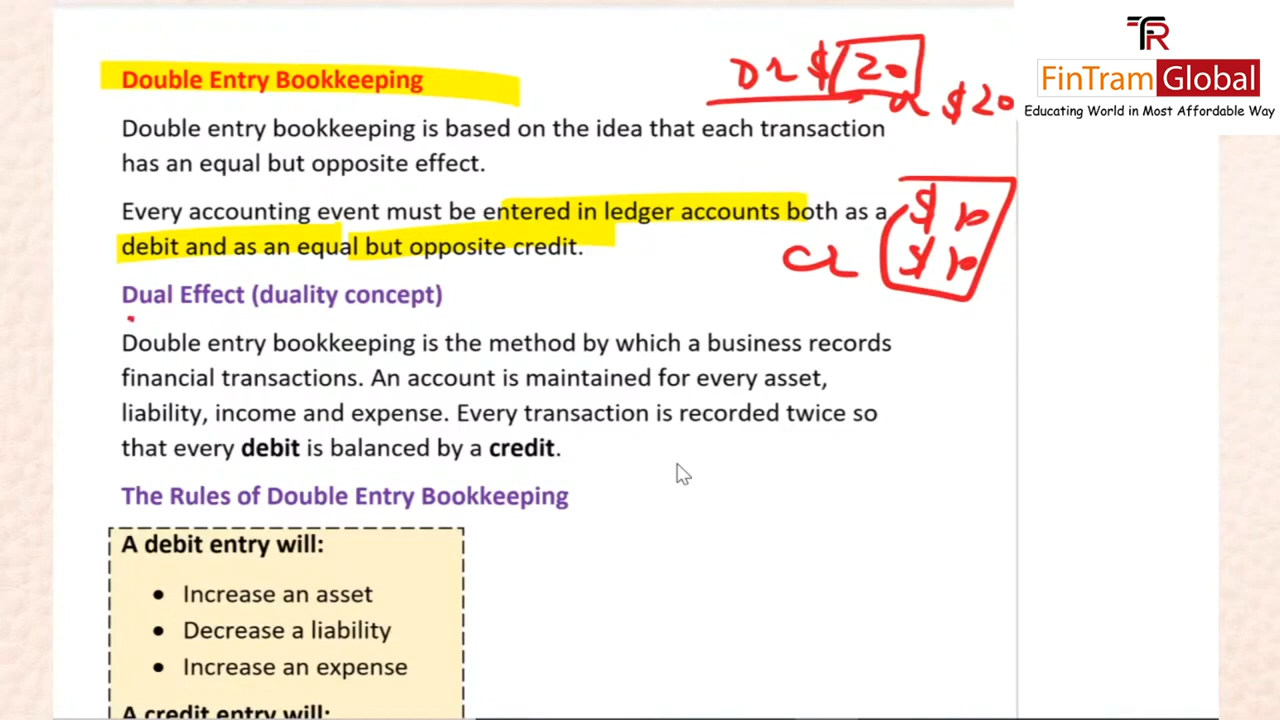 Double Entry Bookkeeping
Dr $ 20
cr $20
TR
FinTram Global
Educating World in Most Affordable Way
Double entry bookkeeping is based on the idea that each transaction
has an equal but opposite effect.
Every accounting event must be entered in ledger accounts both as a
debit and as an equal but opposite credit.
$ 10
Cr $ 10
Dual Effect (duality concept)
Double entry bookkeeping is the method by which a business records
financial transactions. An account is maintained for every asset,
liability, income and expense. Every transaction is recorded twice so
that every debit is balanced by a credit.
The Rules of Double Entry Bookkeeping
A debit entry will:
• Increase an asset
• Decrease a liability
• Increase an expense
A credit entry will: